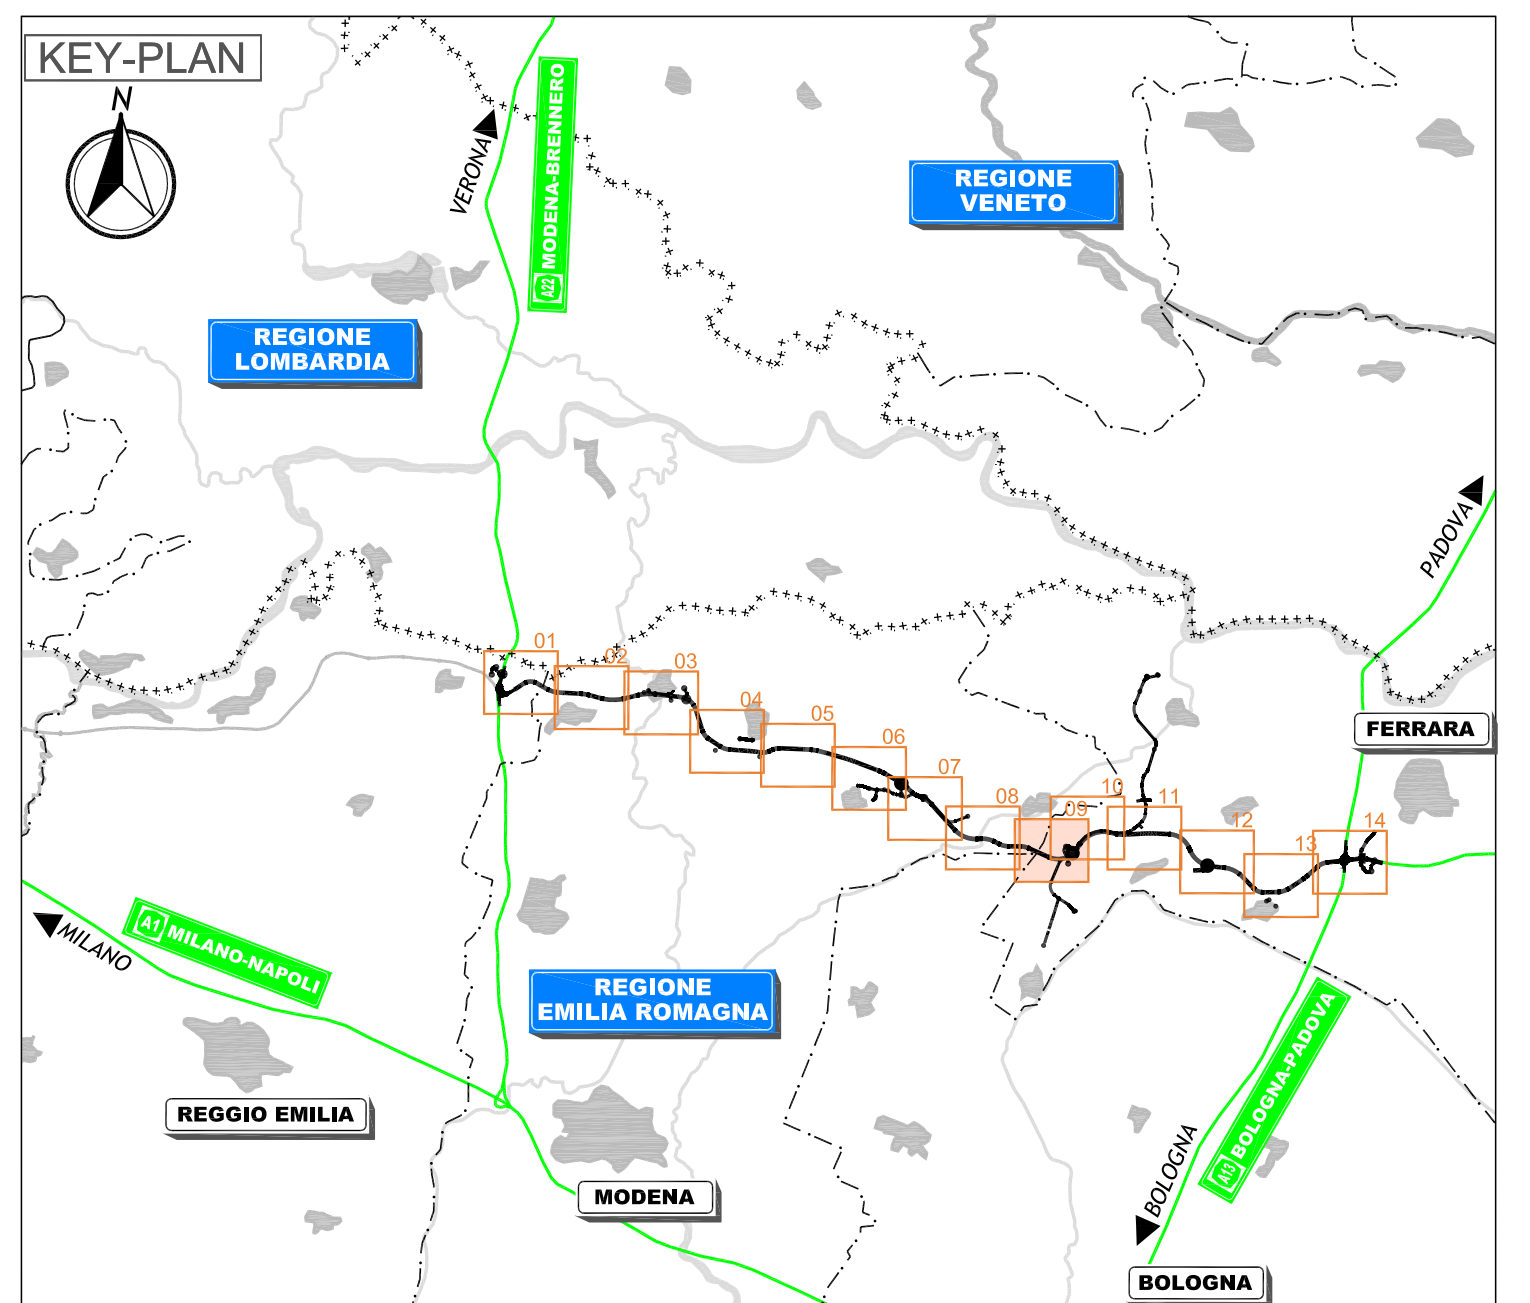 KEY-PLAN
N
VERONA
A22 MODENA-BRENNERO
REGIONE
VENETO
REGIONE
LOMBARDIA
PADOVA
01
02
03
04
05
06
07
08
09
10
11
12
13
14
FERRARA
MILANO
A1 MILANO-NAPOLI
REGIONE
EMILIA ROMAGNA
REGGIO EMILIA
MODENA
A13 BOLOGNA-PADOVA
BOLOGNA
BOLOGNA